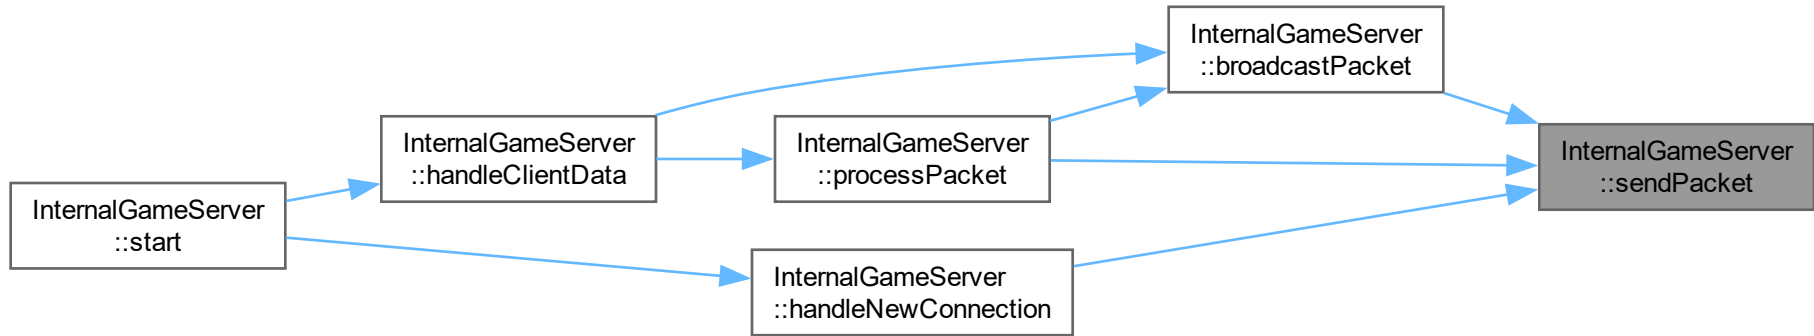 InternalGameServer
::broadcastPacket
InternalGameServer
::handleClientData
InternalGameServer
::processPacket
InternalGameServer
::sendPacket
InternalGameServer
::start
InternalGameServer
::handleNewConnection